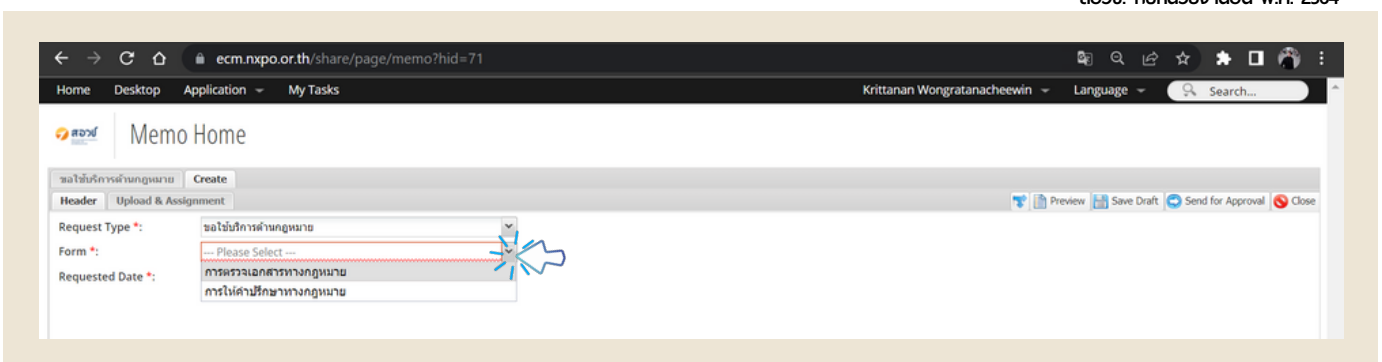 ecm.nxpo.or.th/share/page/memo?hid=71
Home Desktop Application My Tasks Krittanan Wongratanacheewin Language Search...
สอวช Memo Home
ขอใช้บริการด้านกฎหมาย Create
Header Upload & Assignment Preview Save Draft Send for Approval Close
Request Type *: ขอใช้บริการด้านกฎหมาย
Form *: --- Please Select ---
การตรวจเอกสารทางกฎหมาย
Requested Date *:
การให้คำปรึกษาทางกฎหมาย